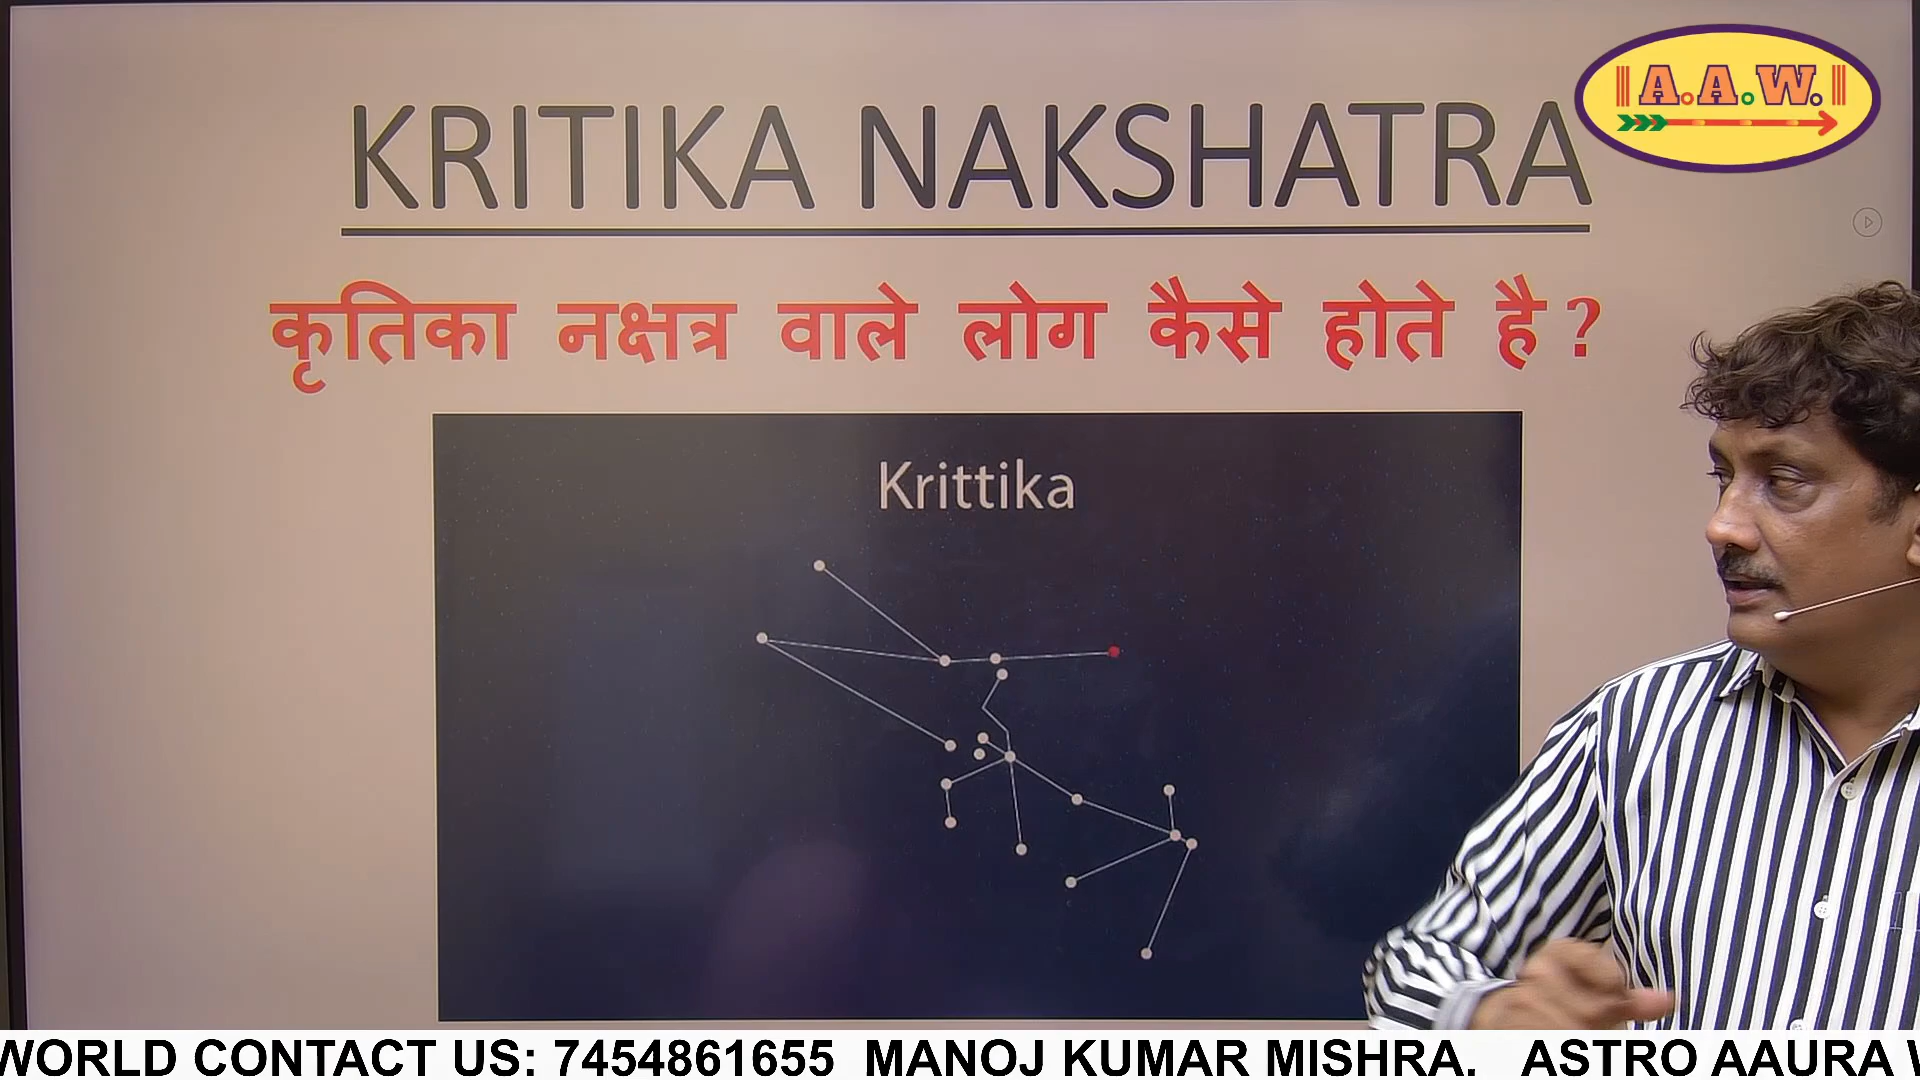 A.A.W.
KRITIKA NAKSHATRA
कृतिका नक्षत्र वाले लोग कैसे होते है ?
Krittika
WORLD CONTACT US: 7454861655 MANOJ KUMAR MISHRA. ASTRO AAURA